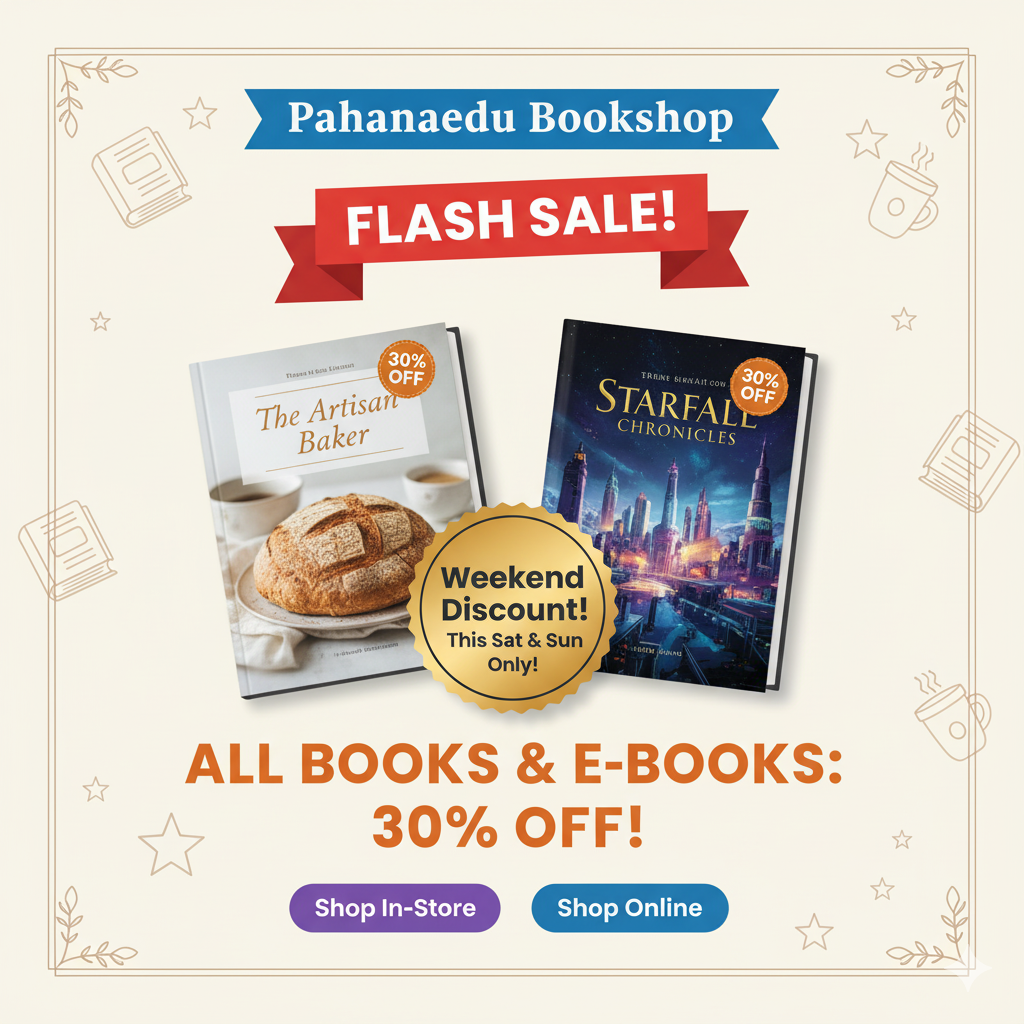 Pahanaedu Bookshop
FLASH SALE!
30%
OFF
The Artisan
Baker
30%
OFF
STARFALL
CHRONICLES
Weekend
Discount!
This Sat & Sun
Only!
ALL BOOKS & E-BOOKS:
30% OFF!
Shop In-Store
Shop Online